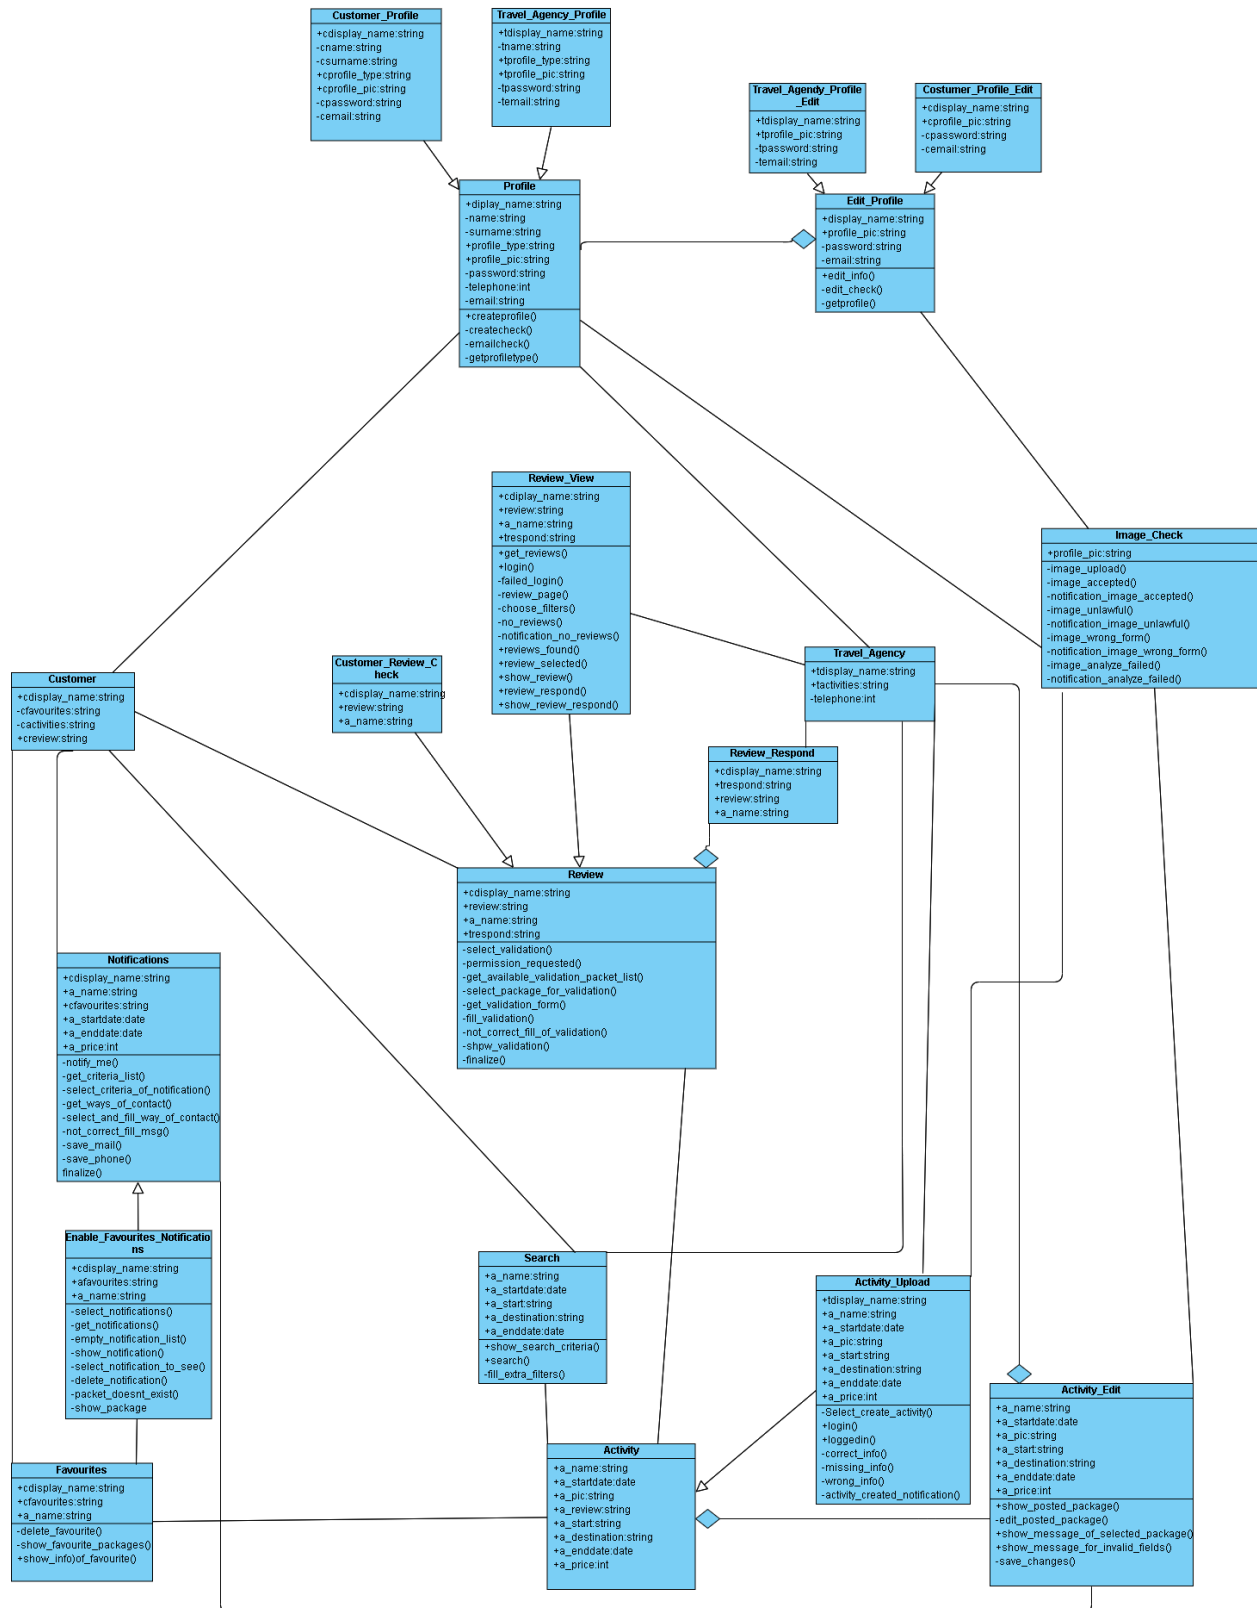 Customer_Profile
+cdisplay_name:string
-cname:string
-csurname:string
+cprofile_type:string
+cprofile_pic:string
-cpassword:string
-cemail:string
Travel_Agency_Profile
+tdisplay_name:string
-tname:string
+tprofile_type:string
+tprofile_pic:string
-tpassword:string
-temail:string
Travel_Agendy_Profile
_Edit
+tdisplay_name:string
+tprofile_pic:string
-tpassword:string
-temail:string
Costumer_Profile_Edit
+cdisplay_name:string
+cprofile_pic:string
-cpassword:string
-cemail:string
Profile
+diplay_name:string
-name:string
-surname:string
+profile_type:string
+profile_pic:string
-password:string
-telephone:int
-email:string
+createprofile()
-createcheck()
-emailcheck()
-getprofiletype()
Edit_Profile
+display_name:string
+profile_pic:string
-password:string
-email:string
+edit_info()
-edit_check()
-getprofile()
Review_View
+cdiplay_name:string
+review:string
+a_name:string
+trespond:string
+get_reviews()
+login()
-failed_login()
-review_page()
-choose_filters()
-no_reviews()
-notification_no_reviews()
+reviews_found()
+review_selected()
+show_review()
+review_respond()
+show_review_respond()
Image_Check
+profile_pic:string
-image_upload()
-image_accepted()
-notification_image_accepted()
-image_unlawful()
-notification_image_unlawful()
-image_wrong_form()
-notification_image_wrong_form()
-image_analyze_failed()
-notification_analyze_failed()
Travel_Agency
+tdisplay_name:string
+tactivities:string
-telephone:int
Customer_Review_C
heck
+cdisplay_name:string
+review:string
+a_name:string
Customer
+cdisplay_name:string
-cfavourites:string
-cactivities:string
+creview:string
Review_Respond
+cdisplay_name:string
+trespond:string
+review:string
+a_name:string
Review
+cdisplay_name:string
+review:string
+a_name:string
+trespond:string
-select_validation()
-permission_requested()
-get_available_validation_packet_list()
-select_package_for_validation()
-get_validation_form()
-fill_validation()
-not_correct_fill_of_validation()
-shpw_validation()
-finalize()
Notifications
+cdisplay_name:string
+a_name:string
+cfavourites:string
+a_startdate:date
+a_enddate:date
+a_price:int
-notify_me()
-get_criteria_list()
-select_criteria_of_notification()
-get_ways_of_contact()
-select_and_fill_way_of_contact()
-not_correct_fill_msg()
-save_mail()
-save_phone()
finalize()
Enable_Favourites_Notificatio
ns
+cdisplay_name:string
+afavourites:string
+a_name:string
-select_notifications()
-get_notifications()
-empty_notification_list()
-show_notification()
-select_notification_to_see()
-delete_notification()
-packet_doesnt_exist()
-show_package
Search
+a_name:string
+a_startdate:date
+a_start:string
+a_destination:string
+a_enddate:date
+show_search_criteria()
+search()
-fill_extra_filters()
Activity_Upload
+tdisplay_name:string
+a_name:string
+a_startdate:date
+a_pic:string
+a_start:string
+a_destination:string
+a_enddate:date
+a_price:int
-Select_create_activity()
+login()
+loggedin()
-correct_info()
-missing_info()
-wrong_info()
-activity_created_notification()
Activity_Edit
+a_name:string
+a_startdate:date
+a_pic:string
+a_start:string
+a_destination:string
+a_enddate:date
+a_price:int
+show_posted_package()
-edit_posted_package()
+show_message_of_selected_package()
+show_message_for_invalid_fields()
-save_changes()
Activity
+a_name:string
+a_startdate:date
+a_pic:string
+a_review:string
+a_start:string
+a_destination:string
+a_enddate:date
+a_price:int
Favourites
+cdisplay_name:string
+cfavourites:string
+a_name:string
-delete_favourite()
-show_favourite_packages()
+show_info)of_favourite()